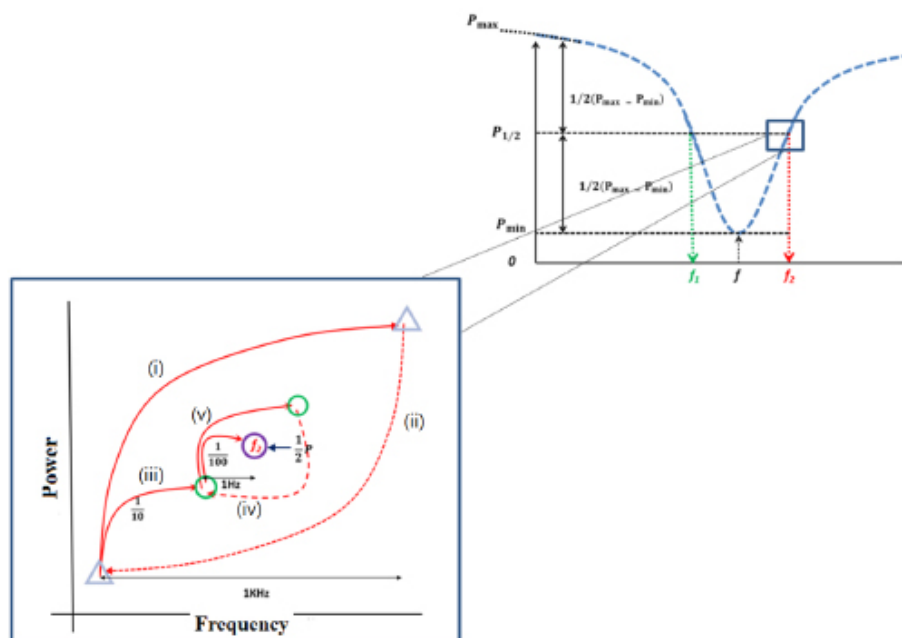 Pmax
1/2(Pmax _ Pmin)
P1/2
1/2(Pmax _ Pmin)
Pmin
0
f1
f
f2
Power
(i)
(ii)
(v)
f2
1/2 P
1/100
(iii)
1Hz
1/10
(iv)
1KHz
Frequency